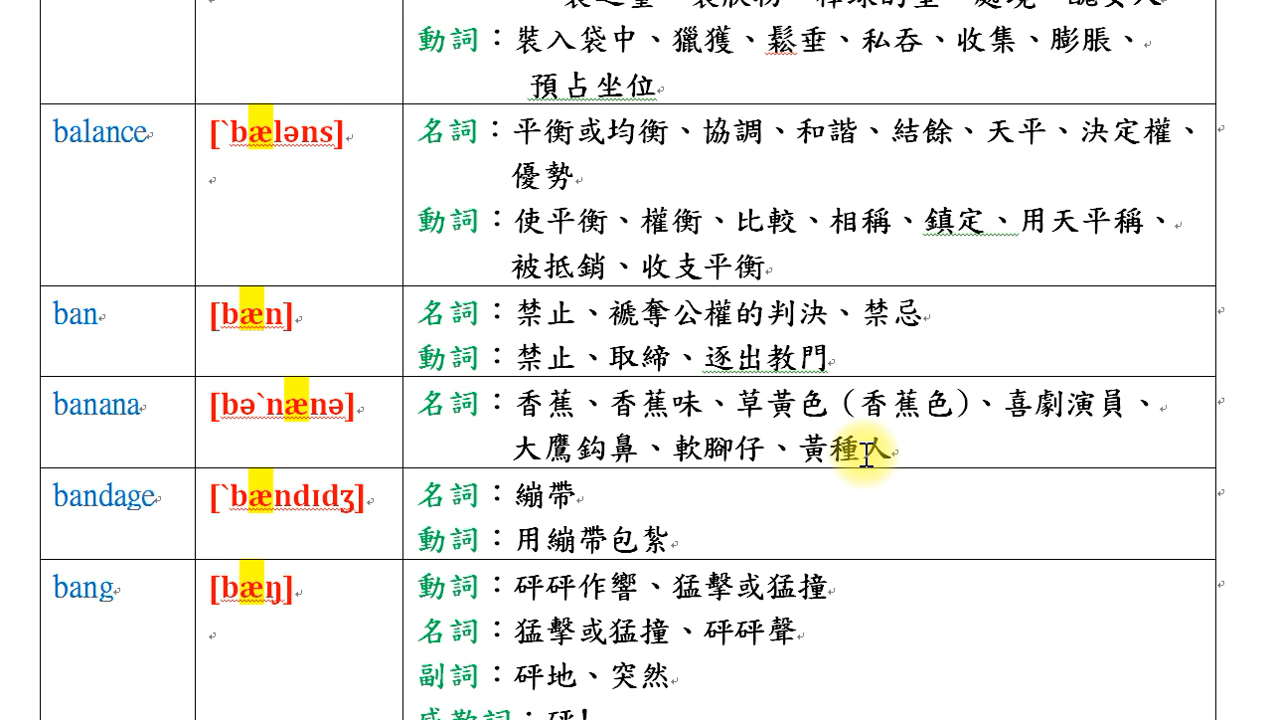 動詞：裝入袋中、獵獲、鬆垂、私吞、收集、膨脹、
預占坐位
balance [ˋbæləns] 名詞：平衡或均衡、協調、和諧、結餘、天平、決定權、
優勢
動詞：使平衡、權衡、比較、相稱、鎮定、用天平稱、
被抵銷、收支平衡
ban [bæn] 名詞：禁止、褫奪公權的判決、禁忌
動詞：禁止、取締、逐出教門
banana [bəˋnænə] 名詞：香蕉、香蕉味、草黃色（香蕉色）、喜劇演員、
大鷹鈎鼻、軟腳仔、黃種人
bandage [ˋbændɪdʒ] 名詞：繃帶
動詞：用繃帶包紮
bang [bæŋ] 動詞：砰砰作響、猛擊或猛撞
名詞：猛擊或猛撞、砰砰聲
副詞：砰地、突然